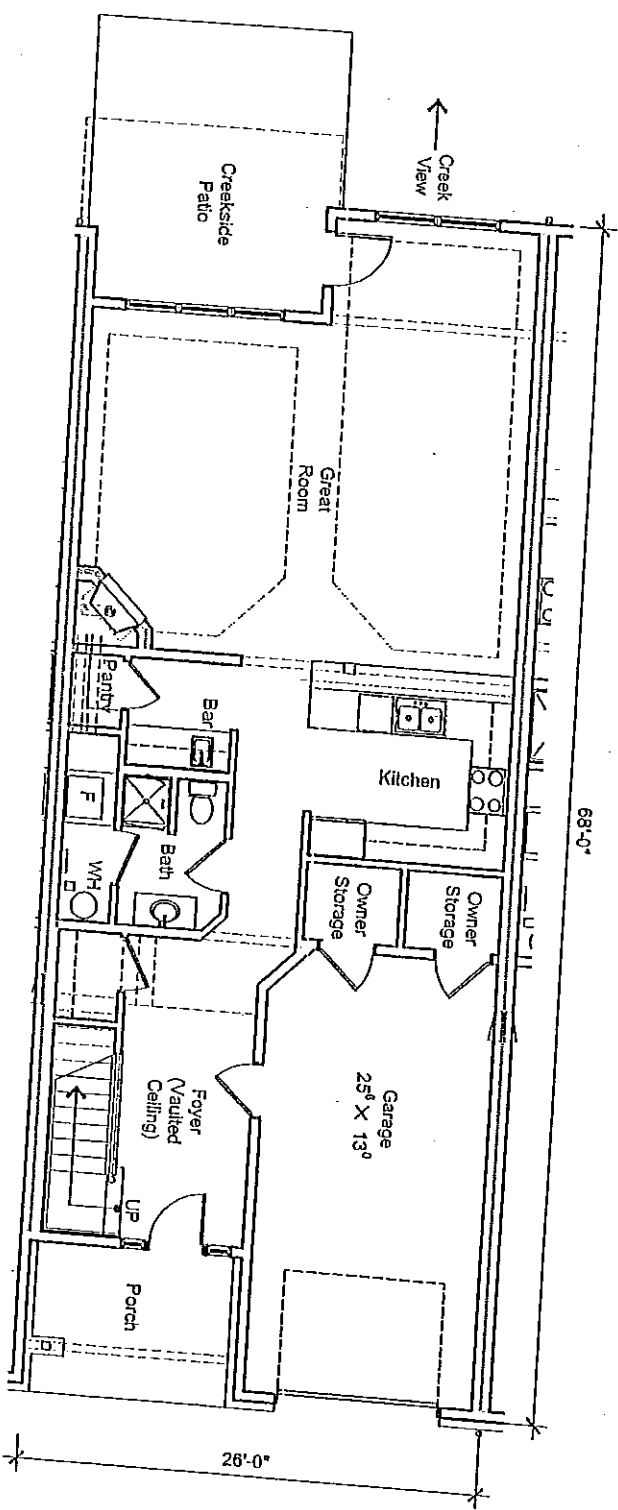 Creek
View
Creekside
Patio
Great
Room
68'-0"
Pantry
Bar
Kitchen
F
WH
Bath
Owner
Storage
Owner
Storage
Garage
25⁶ X 13⁰
Foyer
(Vaulted
Ceiling)
UP
Porch
26'-0"